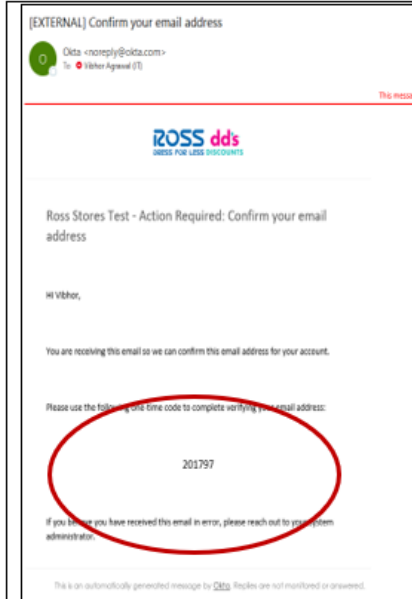 [EXTERNAL] Confirm your email address
O
Okta <noreply@okta.com>
To Vibhor Agrawal (IT)
This messa
ROSS dd's
DRESS FOR LESS DISCOUNTS
Ross Stores Test - Action Required: Confirm your email
address
Hi Vibhor,
You are receiving this email so we can confirm this email address for your account.
Please use the following one-time code to complete verifying your email address:
201797
If you believe you have received this email in error, please reach out to your system
administrator.
This is an automatically generated message by Okta. Replies are not monitored or answered.